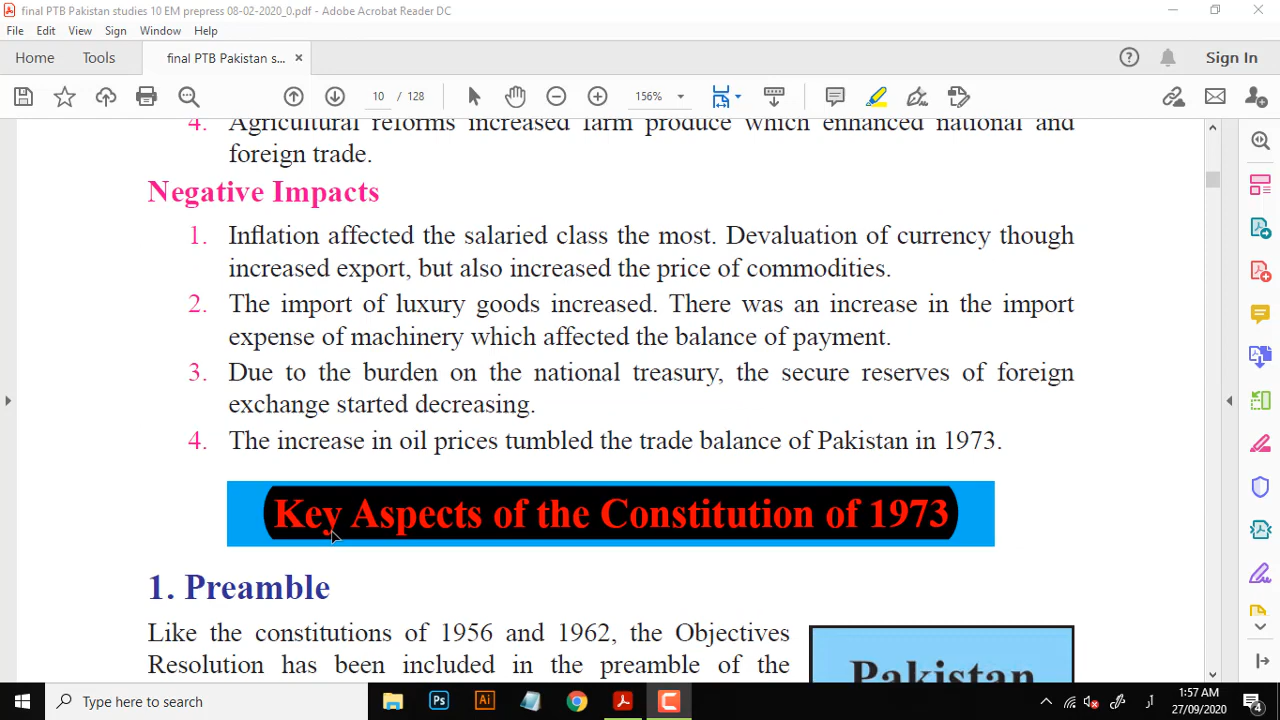 final PTB Pakistan studies 10 EM prepress 08-02-2020_0.pdf - Adobe Acrobat Reader DC
File Edit View Sign Window Help
Home Tools final PTB Pakistan s... × Sign In
10 / 128 156%
4. Agricultural reforms increased farm produce which enhanced national and
foreign trade.
Negative Impacts
1. Inflation affected the salaried class the most. Devaluation of currency though
increased export, but also increased the price of commodities.
2. The import of luxury goods increased. There was an increase in the import
expense of machinery which affected the balance of payment.
3. Due to the burden on the national treasury, the secure reserves of foreign
exchange started decreasing.
4. The increase in oil prices tumbled the trade balance of Pakistan in 1973.
Key Aspects of the Constitution of 1973
1. Preamble
Like the constitutions of 1956 and 1962, the Objectives
Resolution has been included in the preamble of the
Pakistan
Type here to search
Ps Ai
1:57 AM
27/09/2020
4